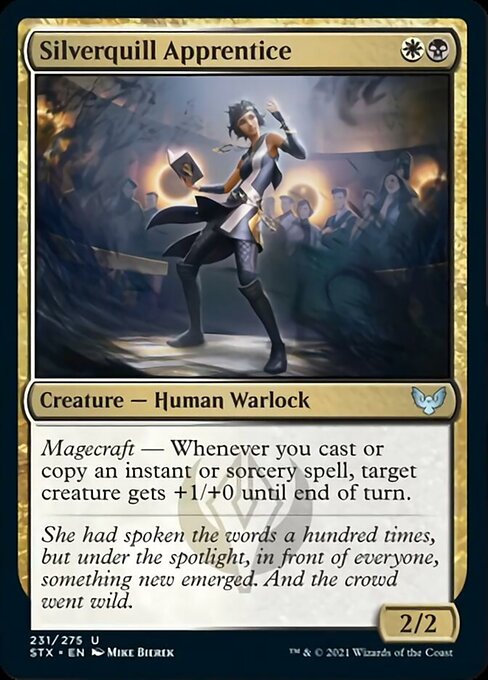 Silverquill Apprentice
Creature — Human Warlock
Magecraft — Whenever you cast or
copy an instant or sorcery spell, target
creature gets +1/+0 until end of turn.
She had spoken the words a hundred times,
but under the spotlight, in front of everyone,
something new emerged. And the crowd
went wild.
2/2
231/275 U
STX • EN Mike Bierek
™ & © 2021 Wizards of the Coast